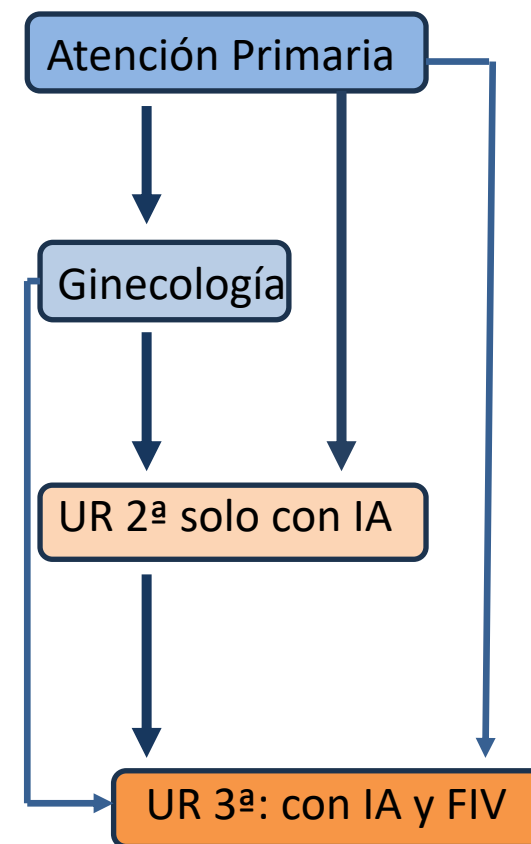 Atención Primaria
Ginecología
UR 2ª solo con IA
UR 3ª: con IA y FIV